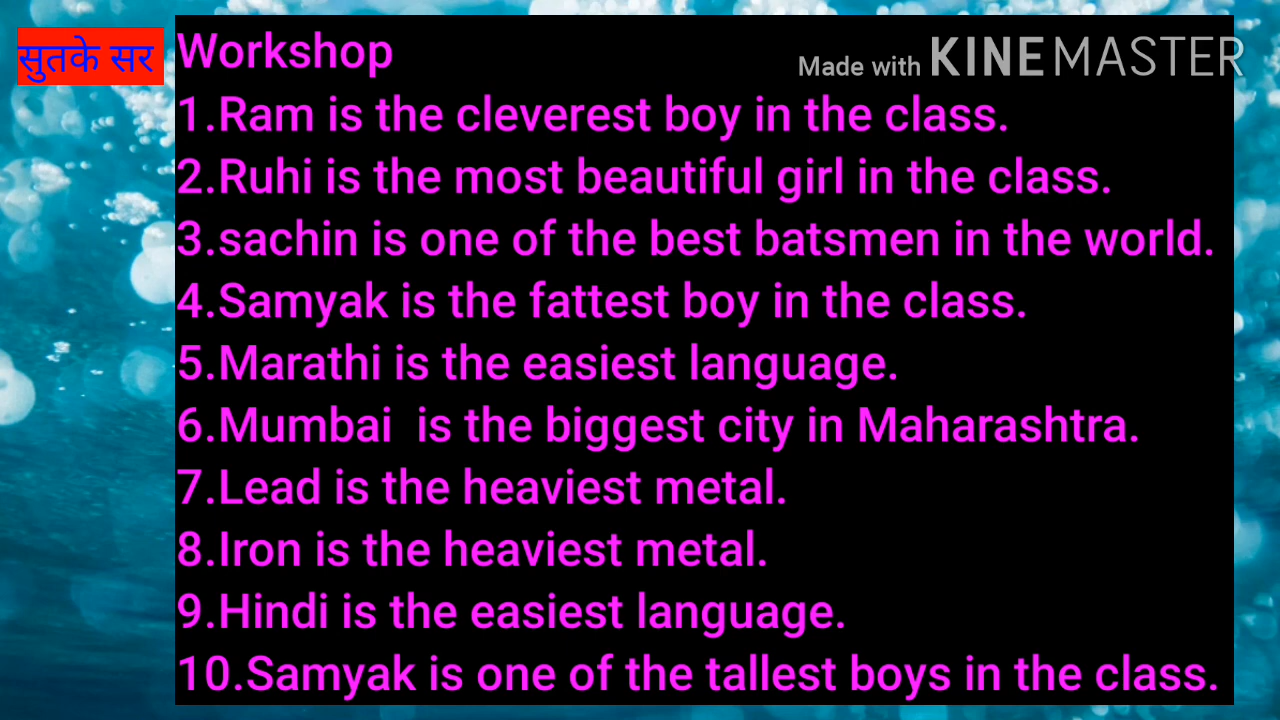 सुतके सर
Workshop
Made with KINEMASTER
1.Ram is the cleverest boy in the class.
2.Ruhi is the most beautiful girl in the class.
3.sachin is one of the best batsmen in the world.
4.Samyak is the fattest boy in the class.
5.Marathi is the easiest language.
6.Mumbai  is the biggest city in Maharashtra.
7.Lead is the heaviest metal.
8.Iron is the heaviest metal.
9.Hindi is the easiest language.
10.Samyak is one of the tallest boys in the class.